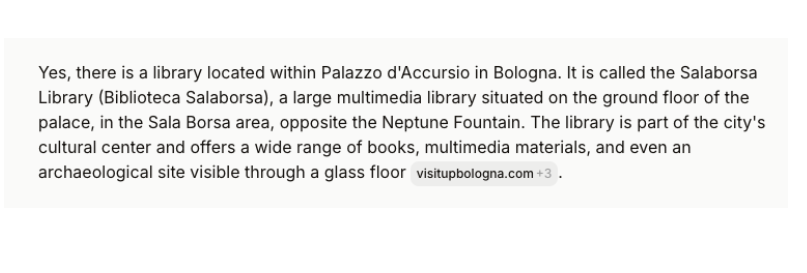 Yes, there is a library located within Palazzo d'Accursio in Bologna. It is called the Salaborsa
Library (Biblioteca Salaborsa), a large multimedia library situated on the ground floor of the
palace, in the Sala Borsa area, opposite the Neptune Fountain. The library is part of the city's
cultural center and offers a wide range of books, multimedia materials, and even an
archaeological site visible through a glass floor visitupbologna.com +3 .